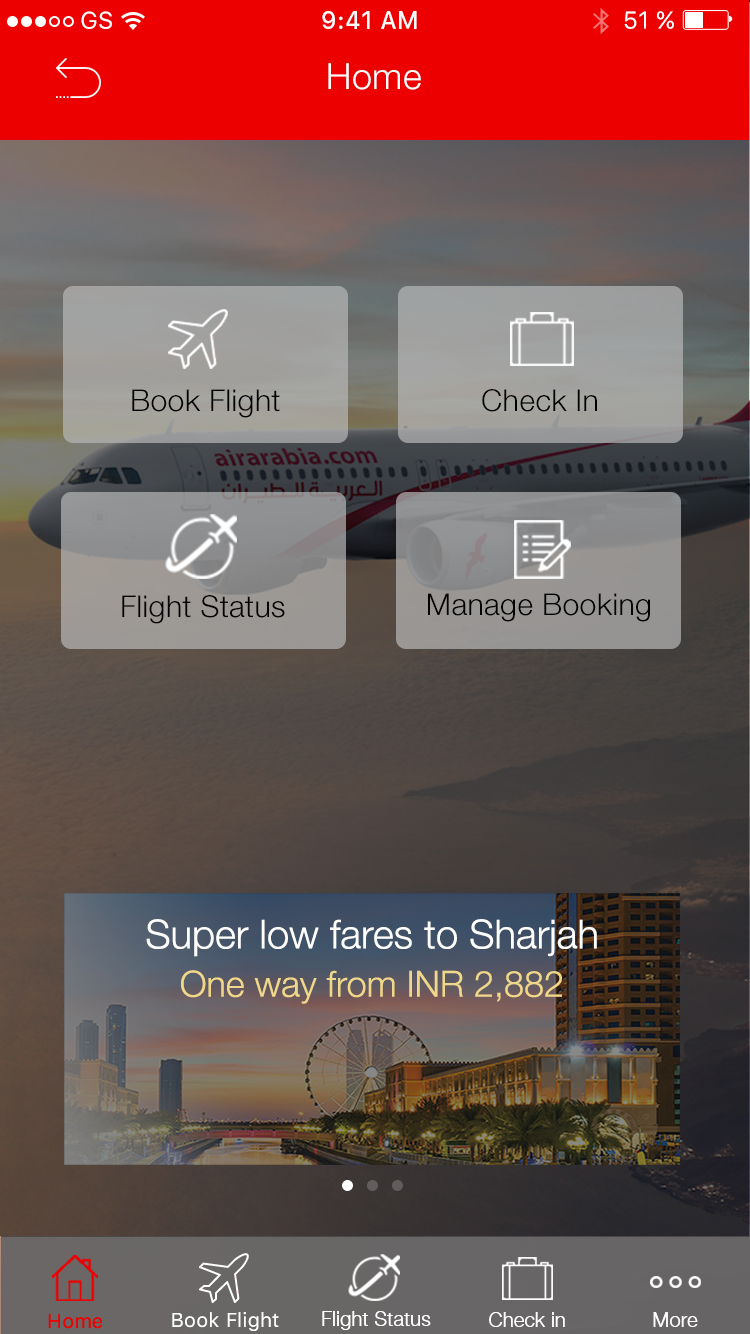 GS 9:41 AM 51 %
Home
Book Flight
Check In
airarabia.com
العربية للطيران
Flight Status
Manage Booking
Super low fares to Sharjah
One way from INR 2,882
Home
Book Flight
Flight Status
Check in
More